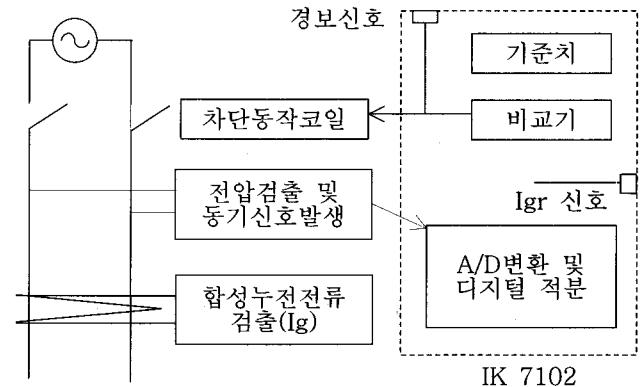 경보신호
기준치
차단동작코일
비교기
Igr 신호
전압검출 및
동기신호발생
A/D변환 및
디지털 적분
합성누전전류
검출(Ig)
IK 7102